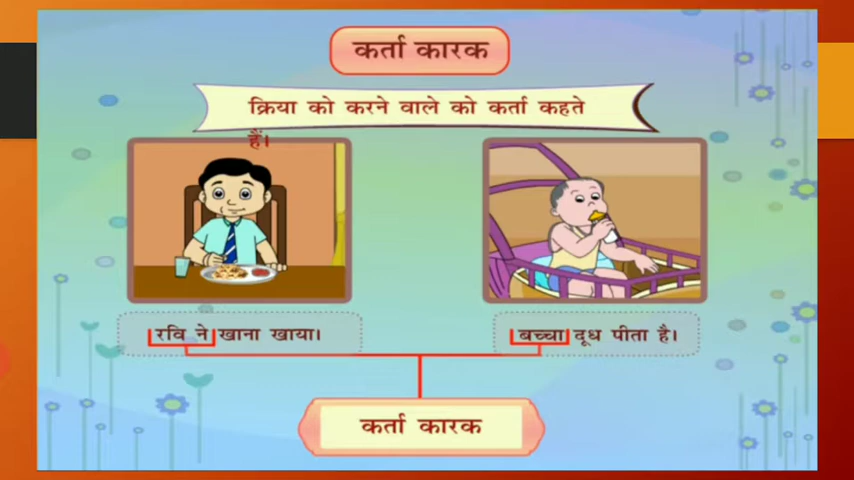 कर्ता कारक
क्रिया को करने वाले को कर्ता कहते
हैं।
रवि ने खाना खाया।
बच्चा दूध पीता है।
कर्ता कारक